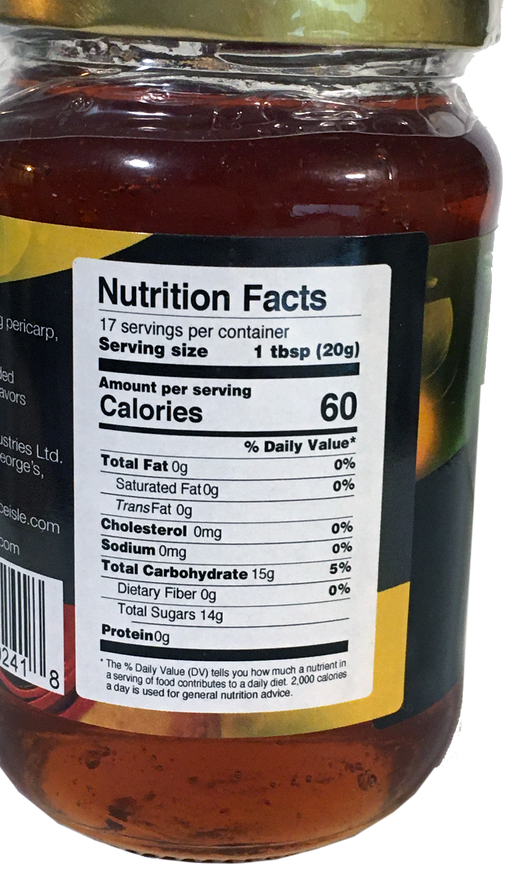 g pericarp,
avors
ustries Ltd.
eorge's,
eisle.com
.com
0241 8
Nutrition Facts
17 servings per container
Serving size 1 tbsp (20g)
Amount per serving
Calories 60
% Daily Value*
Total Fat 0g 0%
Saturated Fat 0g 0%
Trans Fat 0g
Cholesterol 0mg 0%
Sodium 0mg 0%
Total Carbohydrate 15g 5%
Dietary Fiber 0g 0%
Total Sugars 14g
Protein 0g
* The % Daily Value (DV) tells you how much a nutrient in
a serving of food contributes to a daily diet. 2,000 calories
a day is used for general nutrition advice.